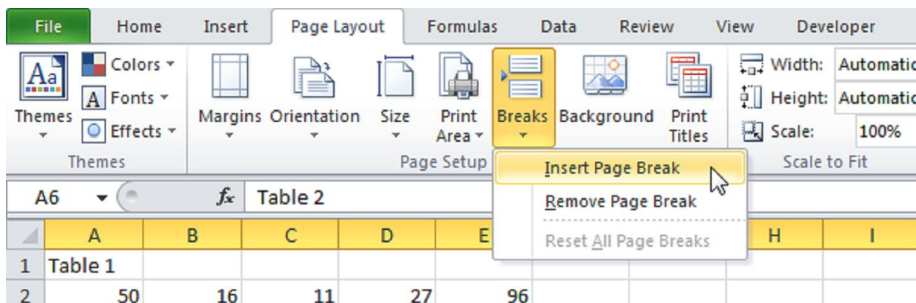 File Home Insert Page Layout Formulas Data Review View Developer
Aa
Themes
Colors
A Fonts
Effects
Themes
Margins Orientation Size Print Area Breaks Background Print Titles
Page Setup
Width: Automatic
Height: Automatic
Scale: 100%
Scale to Fit
Insert Page Break
Remove Page Break
Reset All Page Breaks
A6 fx Table 2
A B C D E H I
1 Table 1
2 50 16 11 27 96